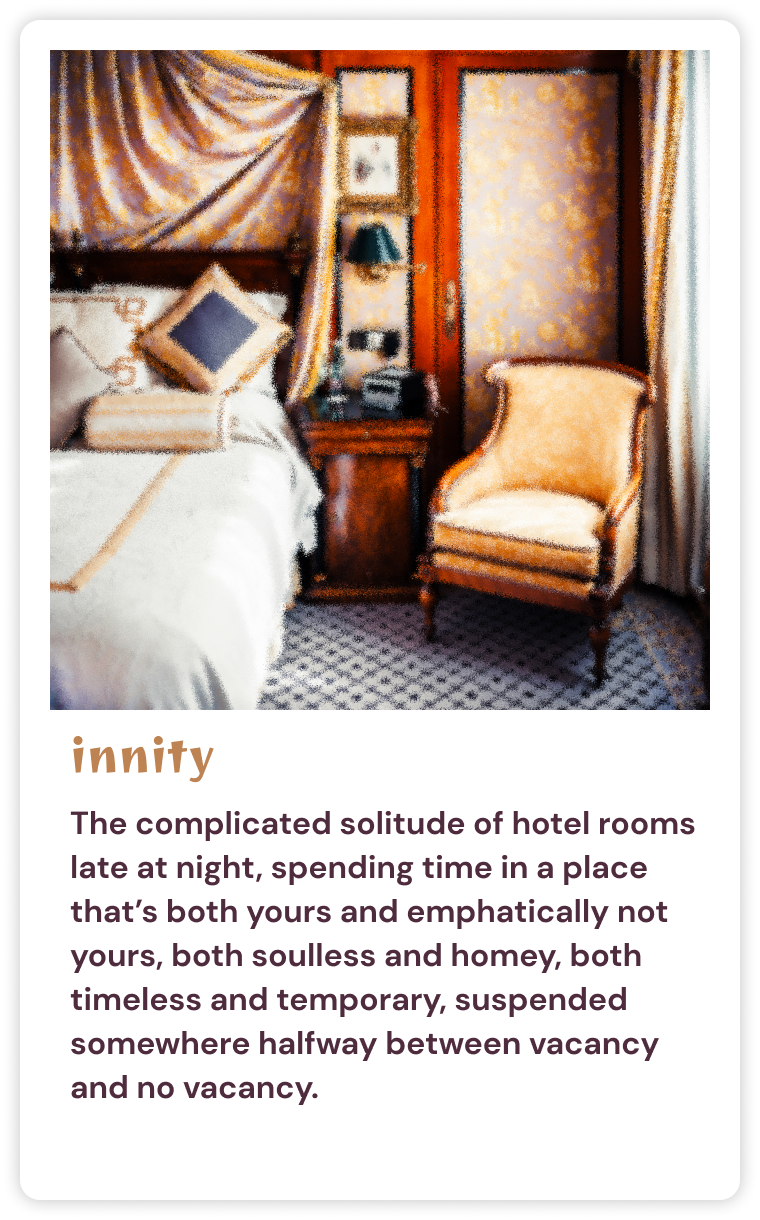 innity
The complicated solitude of hotel rooms
late at night, spending time in a place
that’s both yours and emphatically not
yours, both soulless and homey, both
timeless and temporary, suspended
somewhere halfway between vacancy
and no vacancy.